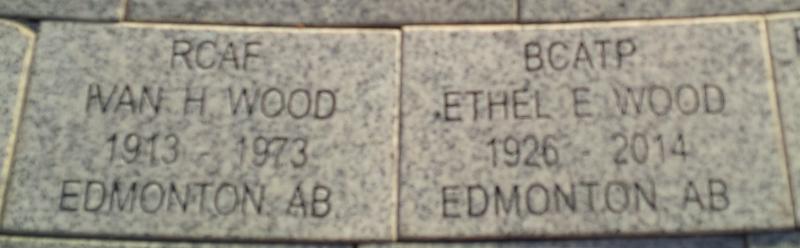 RCAF
IVAN H WOOD
1913 - 1973
EDMONTON, AB
BCATP
ETHEL E WOOD
1926 - 2014
EDMONTON, AB